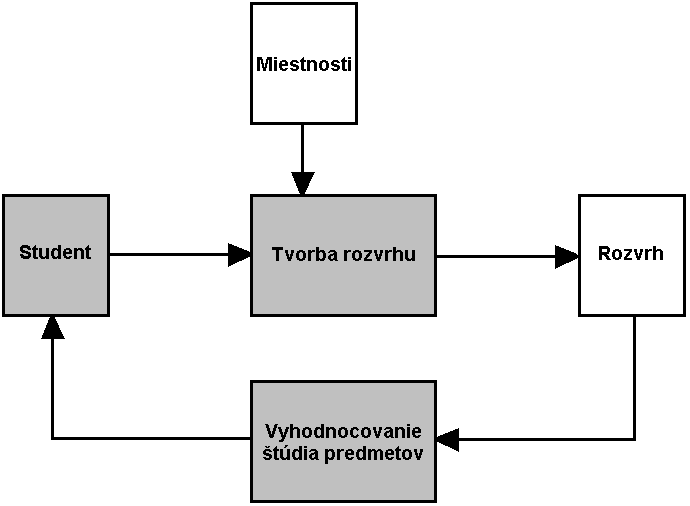 Miestnosti
Student
Tvorba rozvrhu
Rozvrh
Vyhodnocovanie
štúdia predmetov